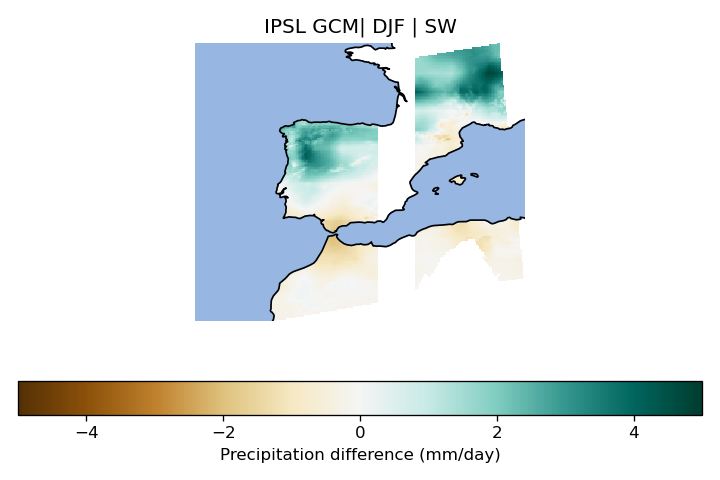 IPSL GCM| DJF | SW
−4 −2 0 2 4
Precipitation difference (mm/day)